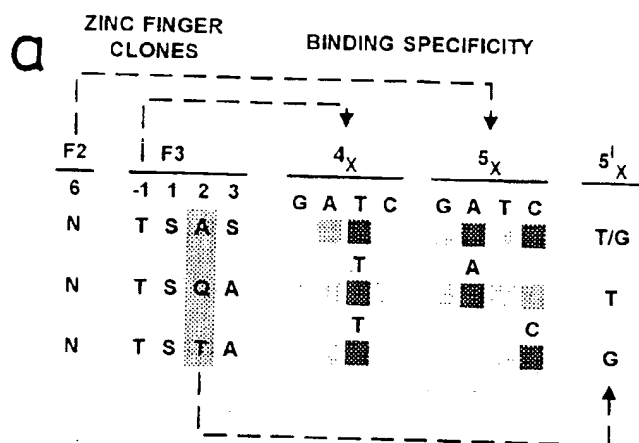 a
ZINC FINGER CLONES
BINDING SPECIFICITY
F2 F3 4X 5X 5'X
6 -1 1 2 3
G A T C G A T C
N T S A S T/G
T A
N T S Q A T
T C
N T S T A G